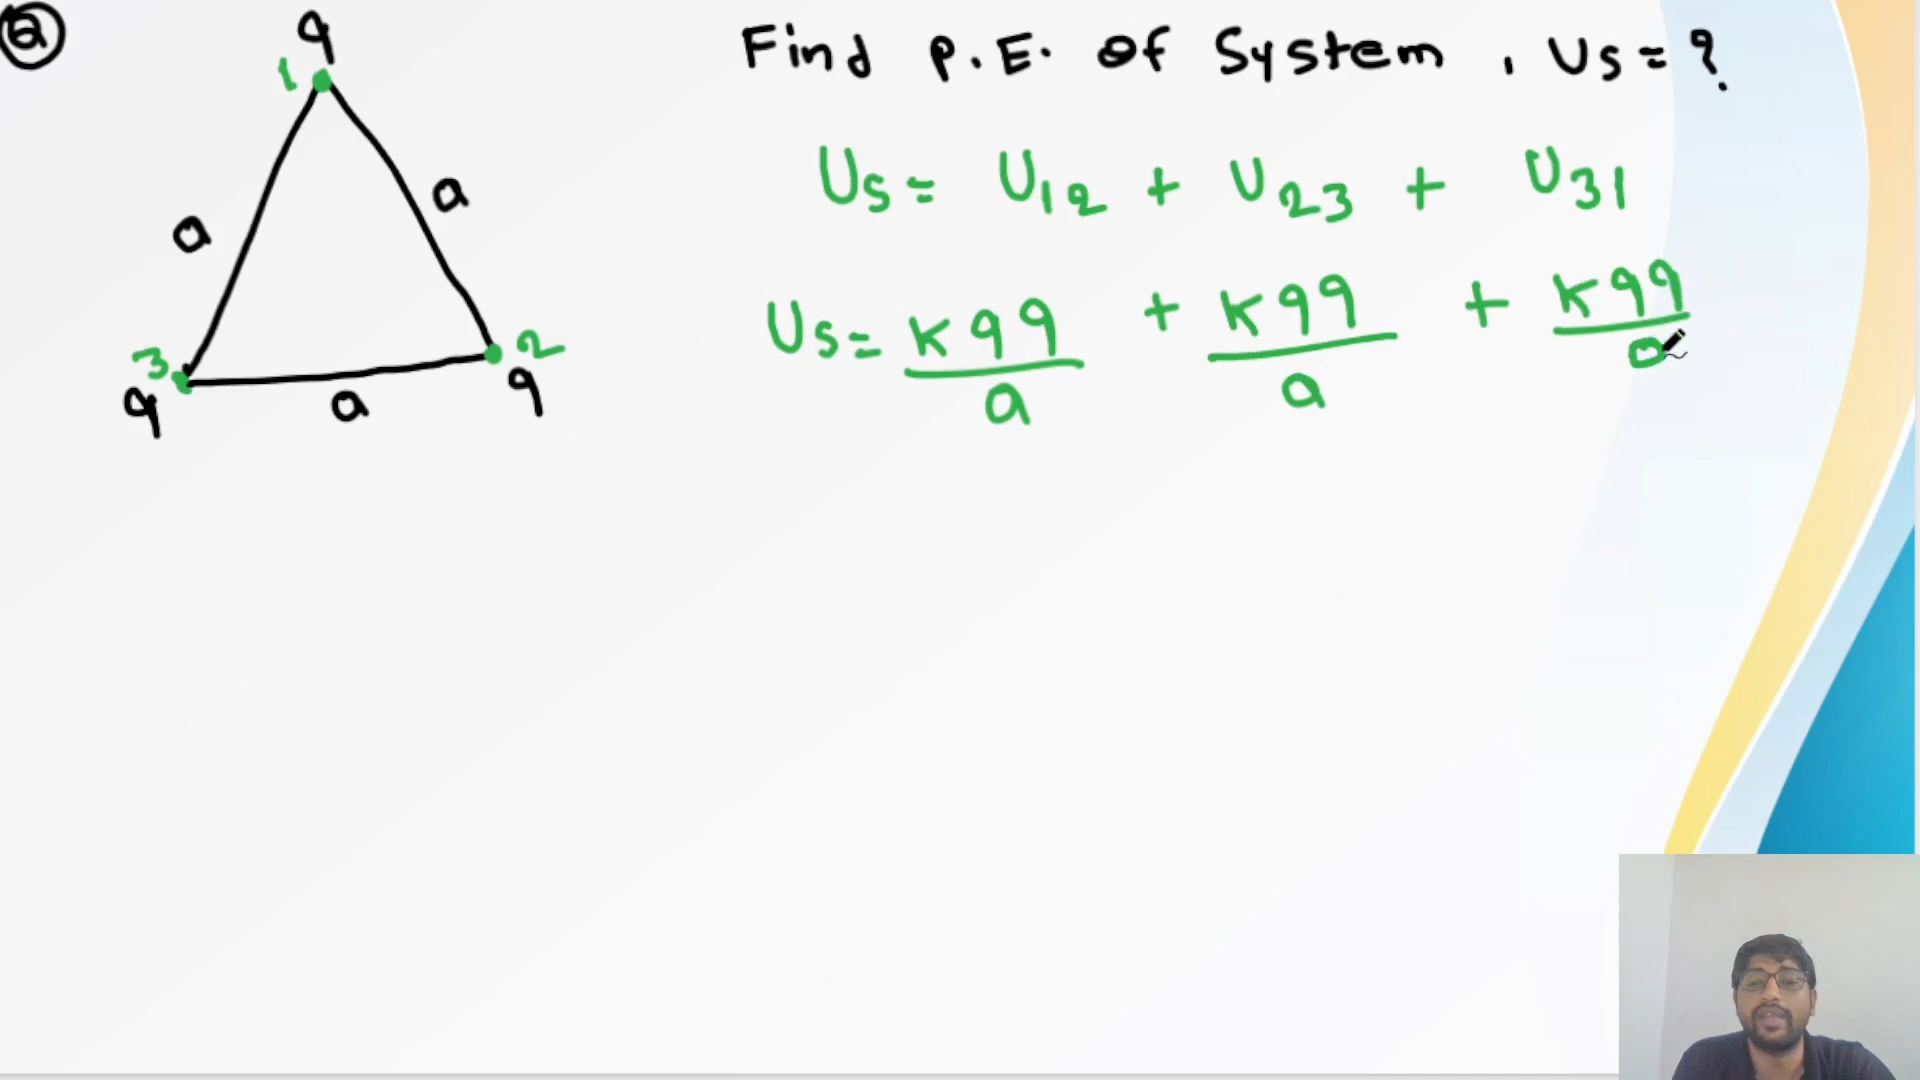 Q
q
1
a
a
3
2
q
a
q
Find P.E. of System, Us = ?
Us = U12 + U23 + U31
Us = kqq/a + kqq/a + kqq/a